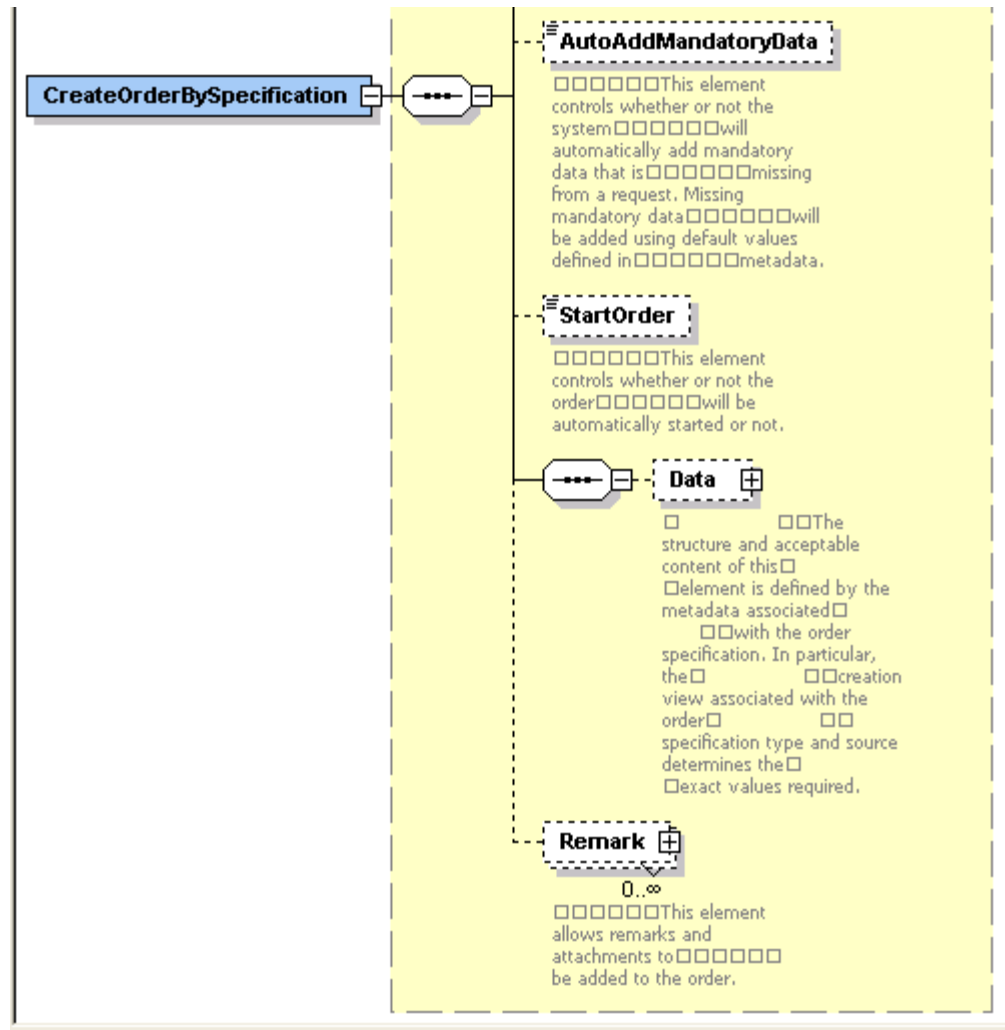 AutoAddMandatoryData
CreateOrderBySpecification
□□□□□□This element
controls whether or not the
system□□□□□□will
automatically add mandatory
data that is□□□□□□missing
from a request. Missing
mandatory data□□□□□□will
be added using default values
defined in□□□□□□metadata.
StartOrder
□□□□□□This element
controls whether or not the
order□□□□□□will be
automatically started or not.
Data
□ □□The
structure and acceptable
content of this□
□element is defined by the
metadata associated□
□□with the order
specification. In particular,
the□ □□creation
view associated with the
order□ □□
specification type and source
determines the□
□exact values required.
Remark
0..∞
□□□□□□This element
allows remarks and
attachments to□□□□□□
be added to the order.